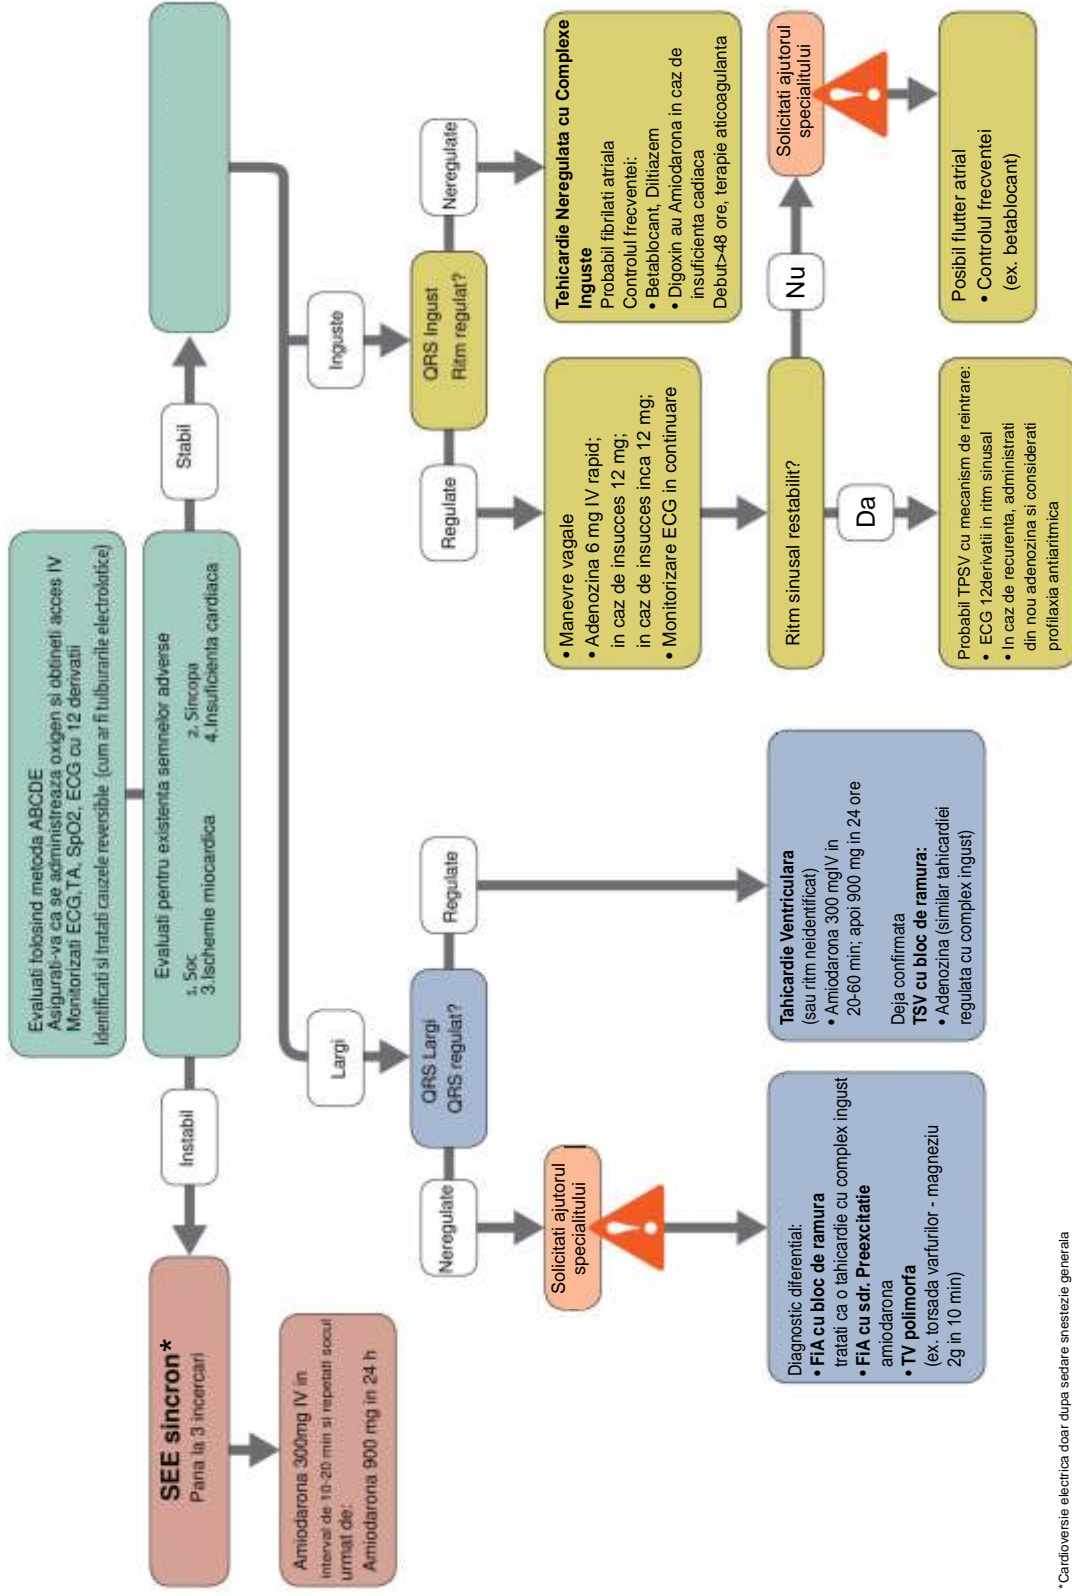 Evaluati folosind metoda ABCDE
Asigurati-va ca se administreaza oxigen si obtineti acces IV
Monitorizati ECG,TA, SpO2, ECG cu 12 derivatii
Identificati si tratati cauzele reversible (cum ar fi tulburarile electrolotice)
Evaluati pentru existenta semnelor adverse
1. Soc 2. Sincopa
3.Ischemie miocardica 4.Insuficienta cardiaca
Instabil
Stabil
SEE sincron*
Pana la 3 incercari
Amiodarona 300mg IV in
interval de 10-20 min si repetati socul
urmat de:
Amiodarona 900 mg in 24 h
Largi
Inguste
QRS Largi
QRS regulat?
QRS Ingust
Ritm regulat?
Neregulate
Regulate
Regulate
Neregulate
Solicitati ajutorul
specialitului
Diagnostic diferential:
• FiA cu bloc de ramura
tratati ca o tahicardie cu complex ingust
• FiA cu sdr. Preexcitatie
amiodarona
• TV polimorfa
(ex. torsada varfurilor - magneziu
2g in 10 min)
Tahicardie Ventriculara
(sau ritm neidentificat)
• Amiodarona 300 mgIV in
20-60 min; apoi 900 mg in 24 ore
Deja confirmata
TSV cu bloc de ramura:
• Adenozina (similar tahicardiei
regulata cu complex ingust)
• Manevre vagale
• Adenozina 6 mg IV rapid;
in caz de insucces 12 mg;
in caz de insucces inca 12 mg;
• Monitorizare ECG in continuare
Tehicardie Neregulata cu Complexe
Inguste
Probabil fibrilati atriala
Controlul frecventei:
• Betablocant, Diltiazem
• Digoxin au Amiodarona in caz de
insuficienta cadiaca
Debut>48 ore, terapie aticoagulanta
Ritm sinusal restabilit?
Nu
Solicitati ajutorul
specialitului
Da
Probabil TPSV cu mecanism de reintrare:
• ECG 12derivatii in ritm sinusal
• In caz de recurenta, administrati
din nou adenozina si considerati
profilaxia antiaritmica
Posibil flutter atrial
• Controlul frecventei
(ex. betablocant)
*Cardioversie electrica doar dupa sedare snestezie generala